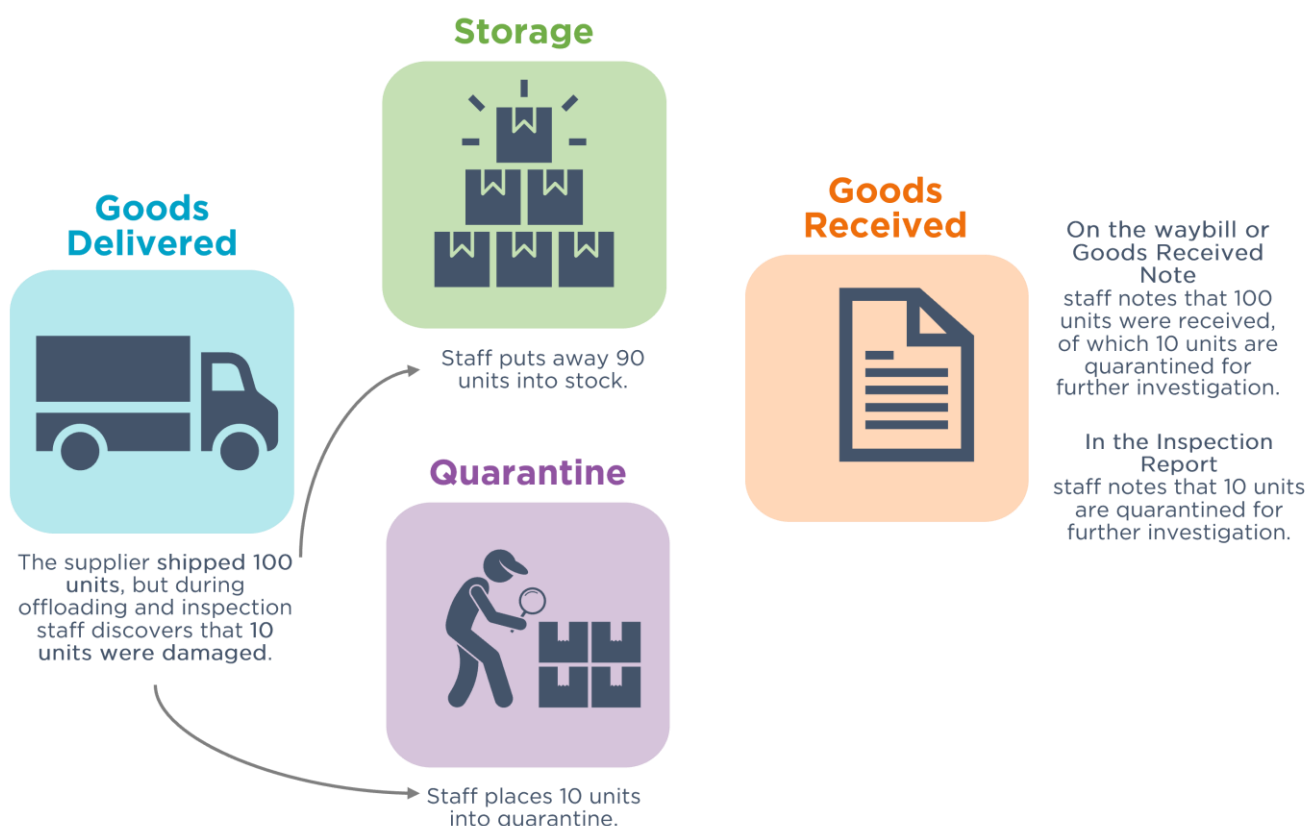 Storage
Goods
Delivered
The supplier shipped 100
units, but during
offloading and inspection
staff discovers that 10
units were damaged.
Staff puts away 90
units into stock.
Quarantine
Staff places 10 units
into quarantine.
Goods
Received
On the waybill or
Goods Received
Note
staff notes that 100
units were received,
of which 10 units are
quarantined for
further investigation.
In the Inspection
Report
staff notes that 10 units
are quarantined for
further investigation.